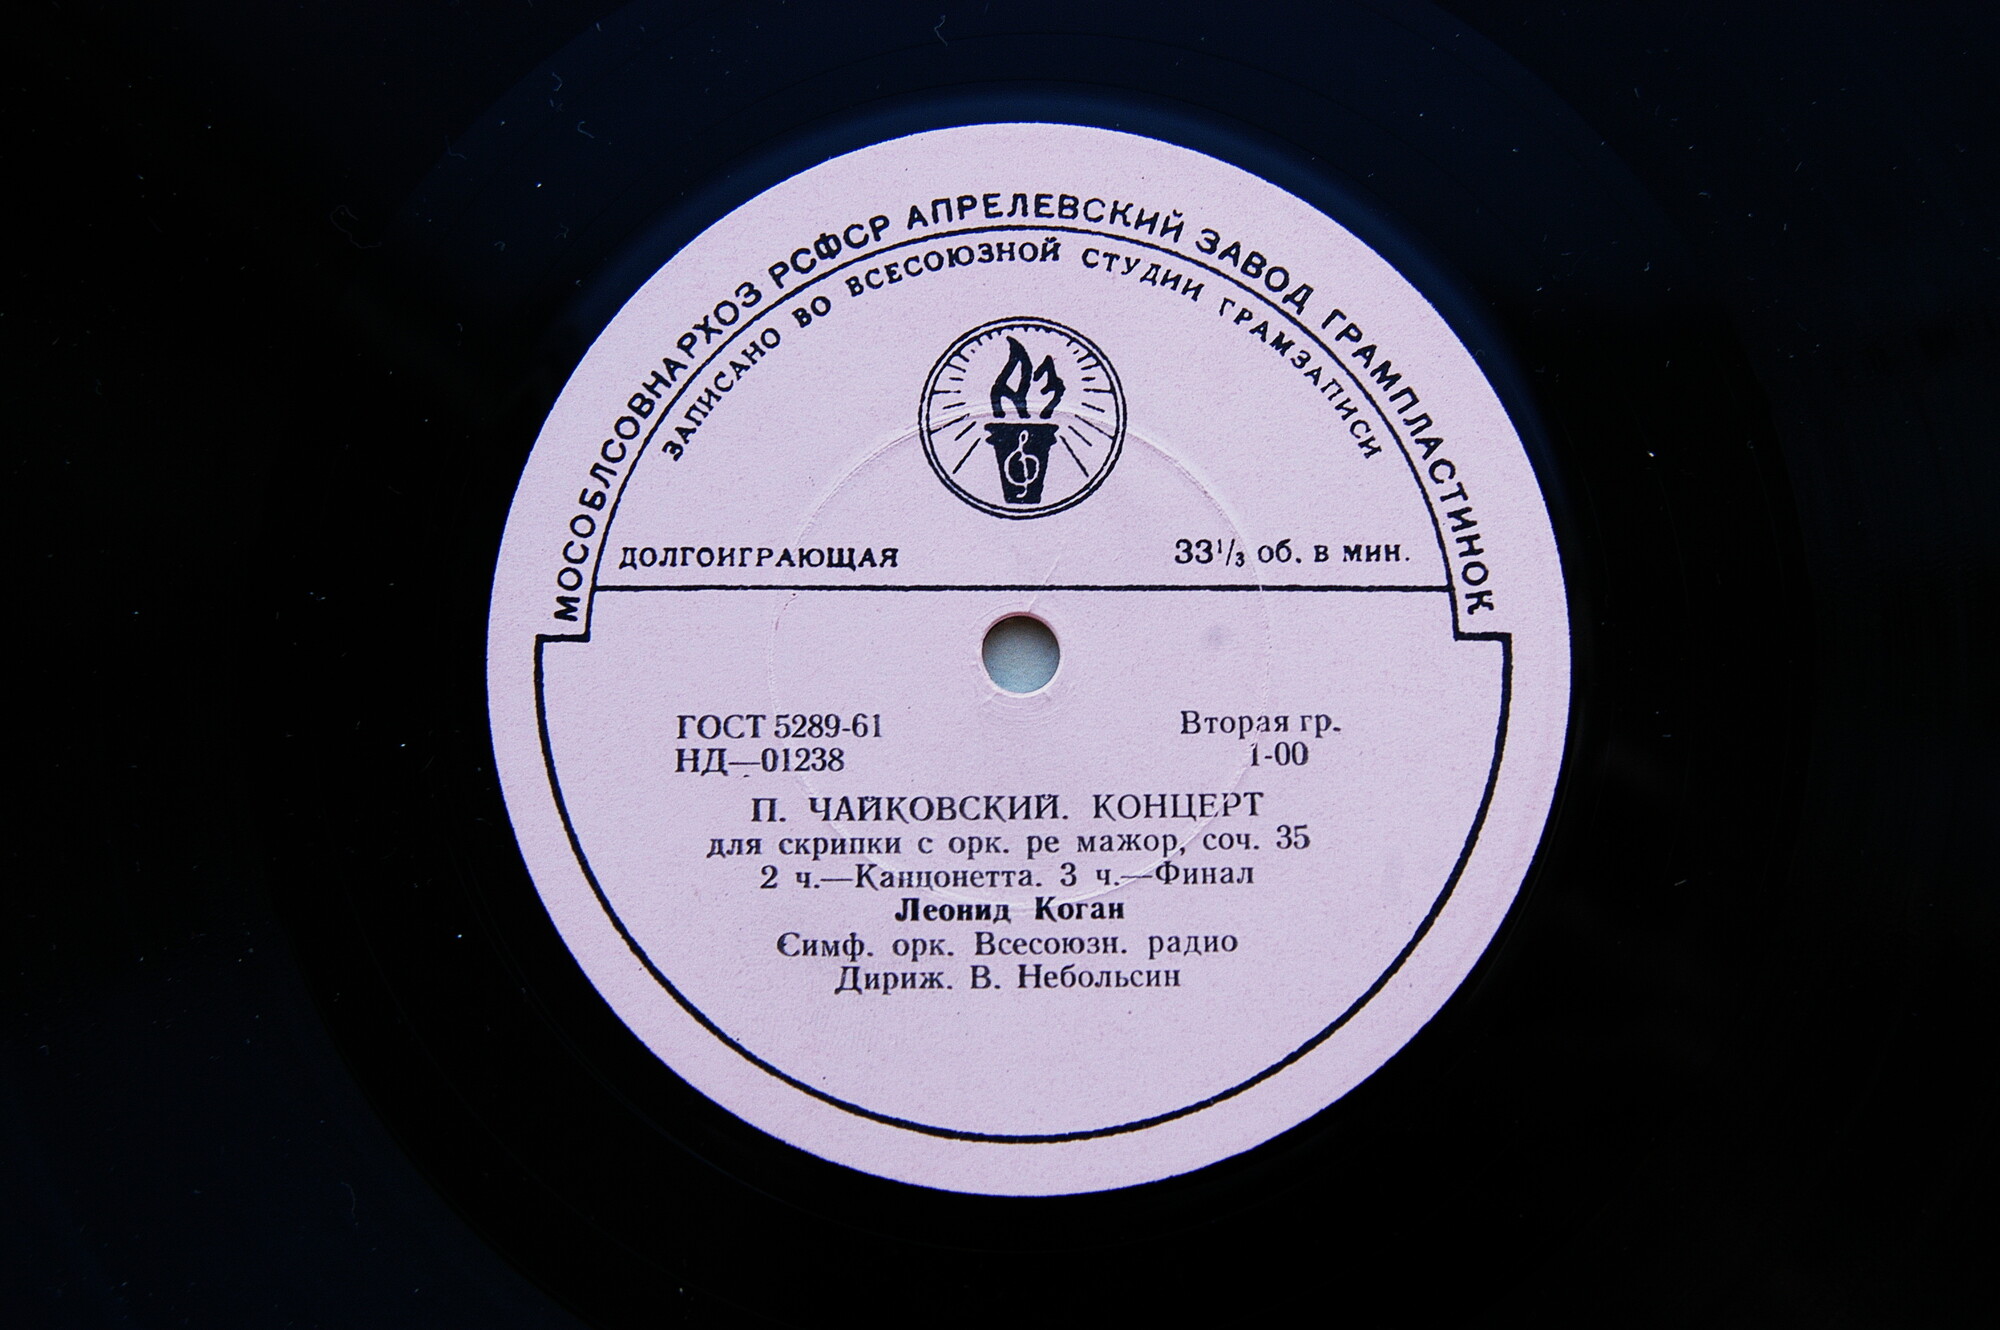 МОСОБЛСОВНАРХОЗ РСФСР АПРЕЛЕВСКИЙ ЗАВОД ГРАМПЛАСТИНОК
ЗАПИСАНО ВО ВСЕСОЮЗНОЙ СТУДИИ ГРАМЗАПИСИ
АЗ
ДОЛГОИГРАЮЩАЯ 33⅓ об. в мин.
ГОСТ 5289-61 Вторая гр.
НД—01238 1-00
П. ЧАЙКОВСКИЙ. КОНЦЕРТ
для скрипки с орк. ре мажор, соч. 35
2 ч.—Канцонетта. 3 ч.—Финал
Леонид Коган
Симф. орк. Всесоюзн. радио
Дириж. В. Небольсин